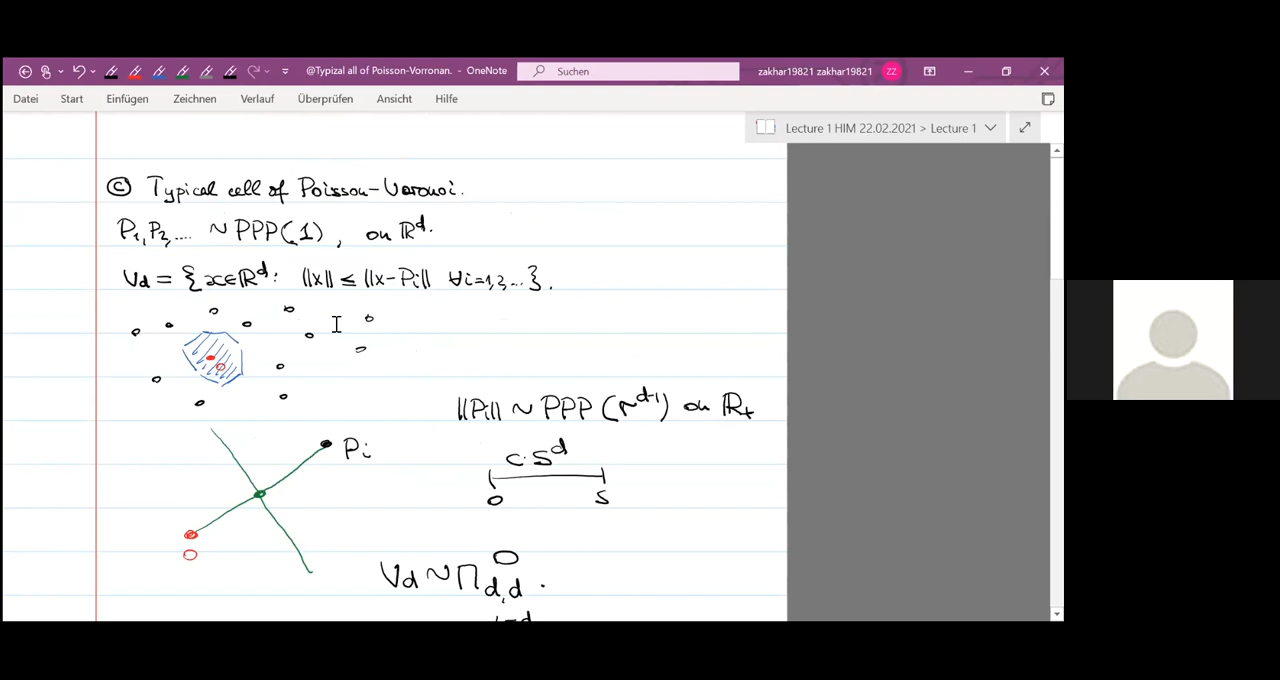 @Typizal all of Poisson-Vorronan. - OneNote
Suchen
zakhar19821 zakhar19821
ZZ
Datei Start Einfügen Zeichnen Verlauf Überprüfen Ansicht Hilfe
Lecture 1 HIM 22.02.2021 > Lecture 1
© Typical cell of Poisson-Voronoi.
P₁, P₂, .... ~ PPP(1), on ℝᵈ.
Vd = {x∈ℝᵈ: ||x|| ≤ ||x-Pi|| ∀i=1,2,...}.
||Pi|| ~ PPP(r^{d-1}) on ℝ₊
Pi
c·sᵈ
0 s
0
Vd ~ Π⁰d,d .